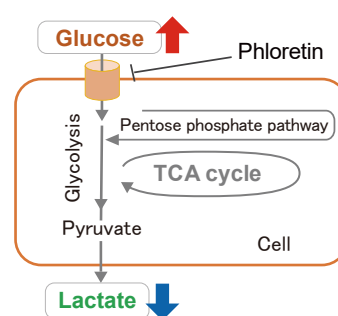 Glucose
Phloretin
Pentose phosphate pathway
Glycolysis
TCA cycle
Pyruvate
Cell
Lactate